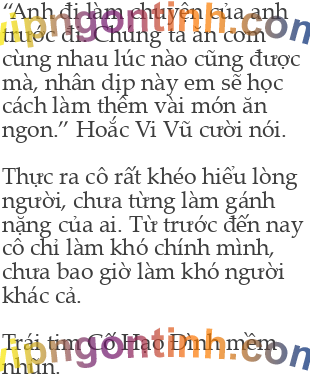 “Anh đi làm chuyện của anh
trước đi. Chúng ta ăn cơm
cùng nhau lúc nào cũng được
mà, nhân dịp này em sẽ học
cách làm thêm vài món ăn
ngon.” Hoắc Vi Vũ cười nói.
Thực ra cô rất khéo hiểu lòng
người, chưa từng làm gánh
nặng của ai. Từ trước đến nay
cô chỉ làm khó chính mình,
chưa bao giờ làm khó người
khác cả.
Trái tim Cố Hạo Đình mềm
nhũn.